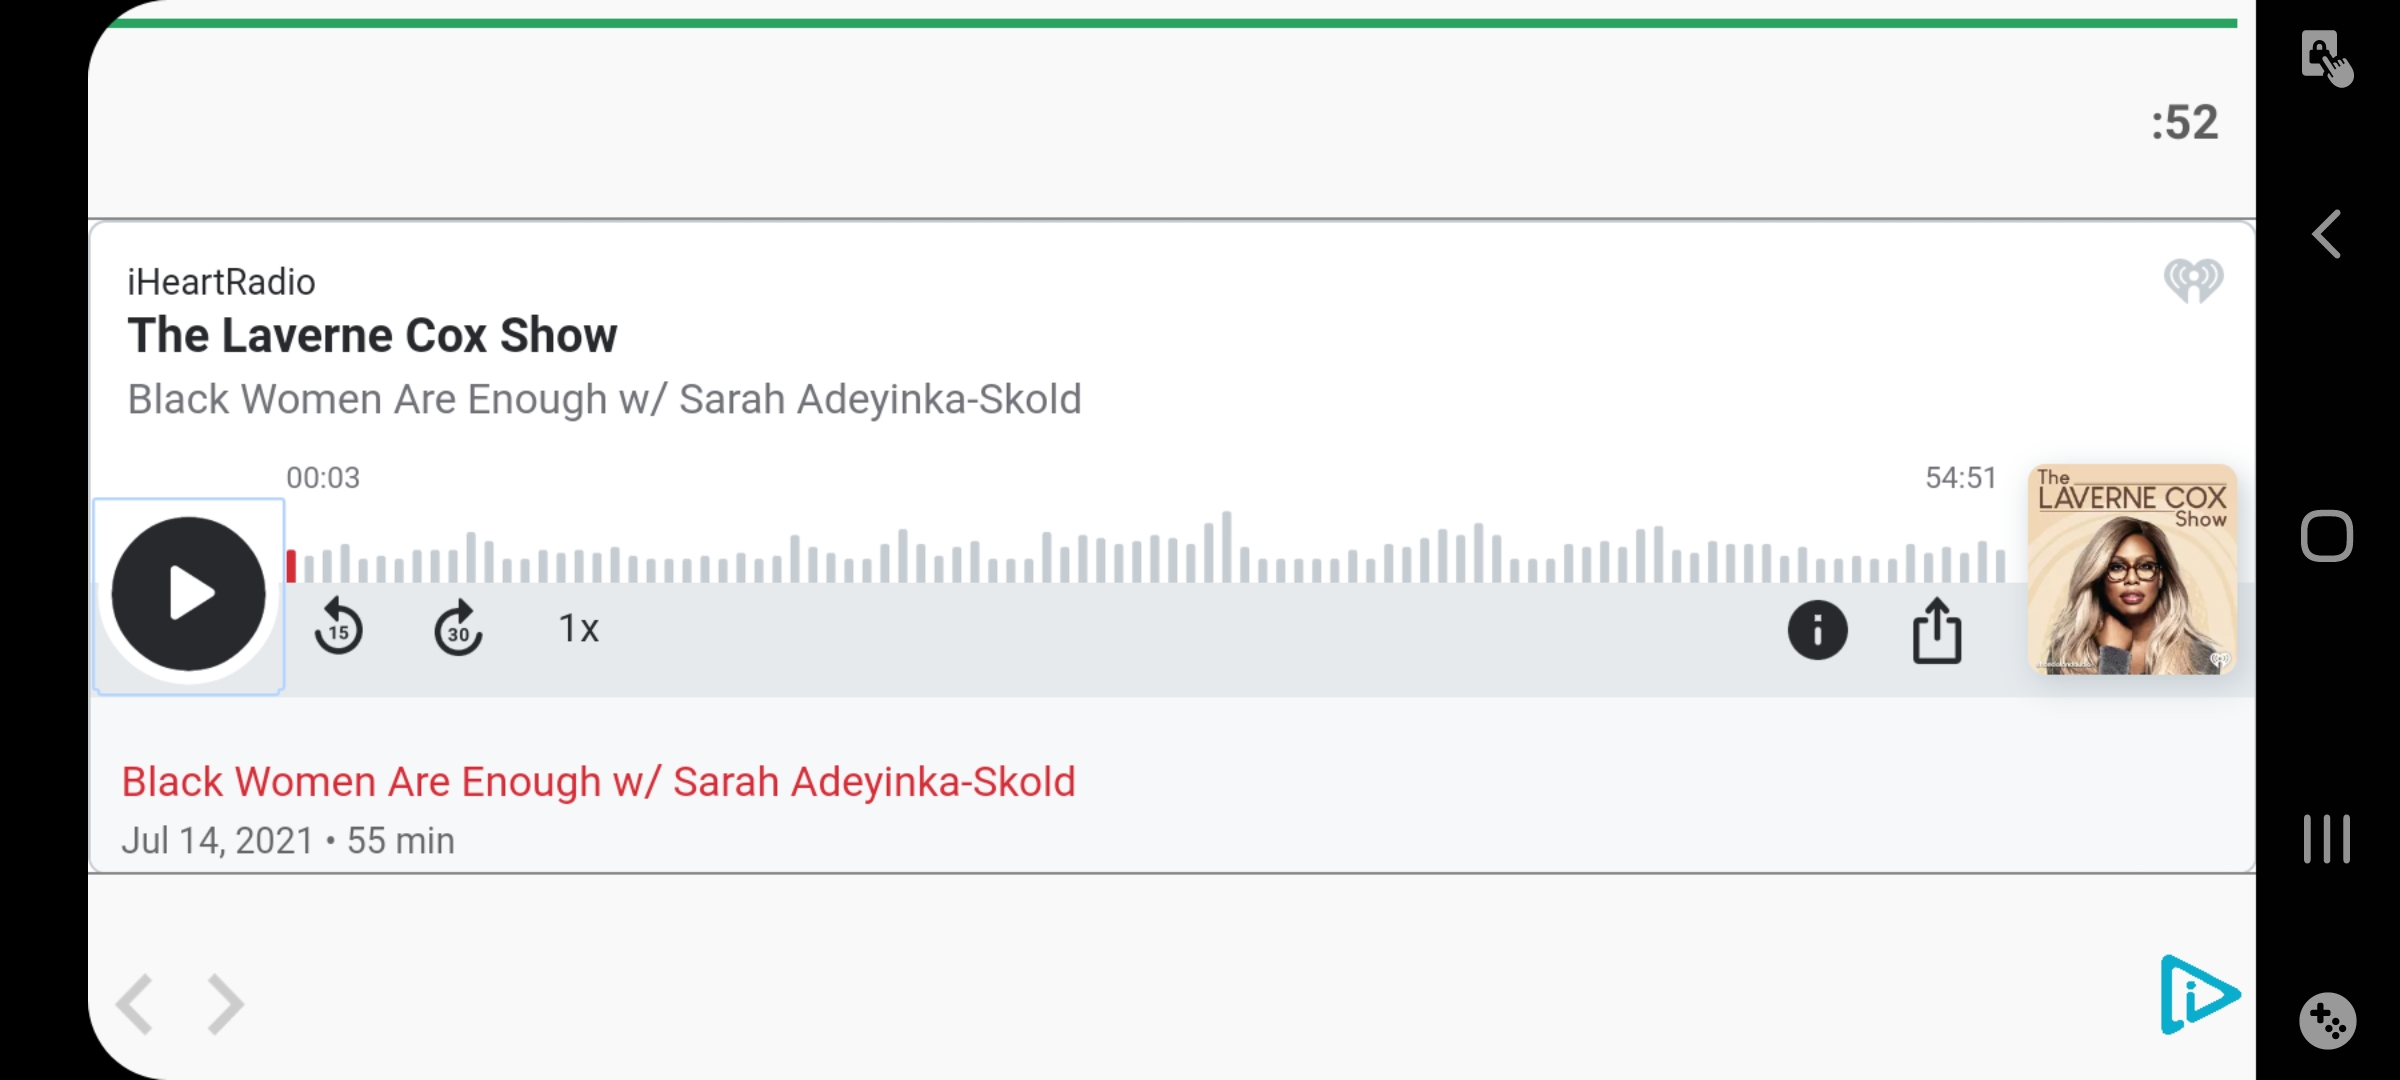 :52
iHeartRadio
The Laverne Cox Show
Black Women Are Enough w/ Sarah Adeyinka-Skold
00:03
54:51
The
LAVERNE COX
Show
15
30
1x
Black Women Are Enough w/ Sarah Adeyinka-Skold
Jul 14, 2021 • 55 min